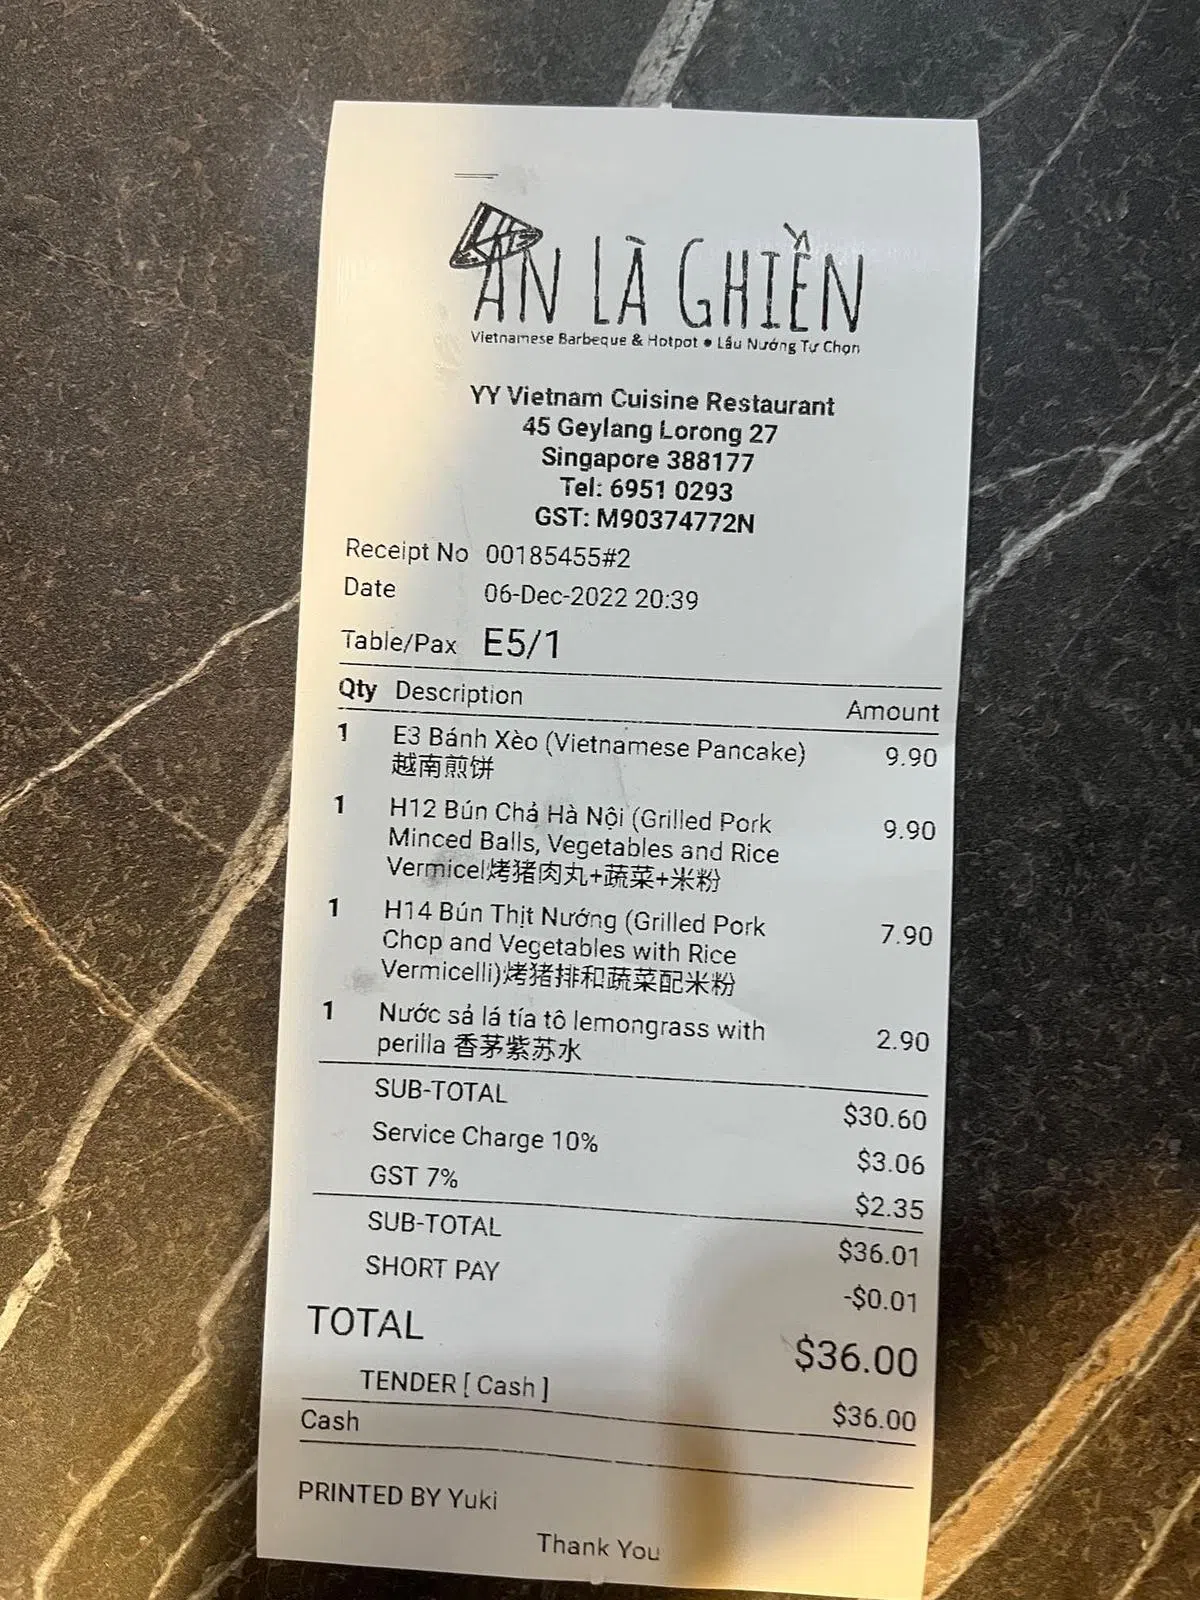 ĂN LÀ GHIỀN
Vietnamese Barbeque & Hotpot • Lẩu Nướng Tự Chọn
YY Vietnam Cuisine Restaurant
45 Geylang Lorong 27
Singapore 388177
Tel: 6951 0293
GST: M90374772N
Receipt No 00185455#2
Date 06-Dec-2022 20:39
Table/Pax E5/1
Qty Description Amount
1 E3 Bánh Xèo (Vietnamese Pancake) 9.90
越南煎饼
1 H12 Bún Chả Hà Nội (Grilled Pork 9.90
Minced Balls, Vegetables and Rice
Vermicel烤猪肉丸+蔬菜+米粉
1 H14 Bún Thịt Nướng (Grilled Pork 7.90
Chop and Vegetables with Rice
Vermicelli)烤猪排和蔬菜配米粉
1 Nước sả lá tía tô lemongrass with 2.90
perilla 香茅紫苏水
SUB-TOTAL $30.60
Service Charge 10% $3.06
GST 7% $2.35
SUB-TOTAL $36.01
SHORT PAY -$0.01
TOTAL $36.00
TENDER [ Cash ] $36.00
Cash
PRINTED BY Yuki
Thank You